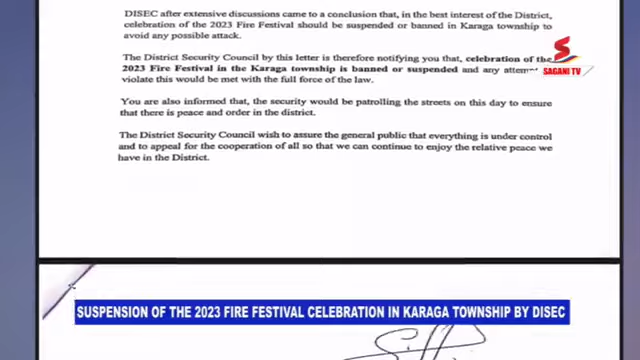 DISEC after extensive discussions came to a conclusion that, in the best interest of the District,
celebration of the 2023 Fire Festival should be suspended or banned in Karaga township to
avoid any possible attack.
The District Security Council by this letter is therefore notifying you that, celebration of the
2023 Fire Festival in the Karaga township is banned or suspended and any
violate this would be met with the full force of the law.
SAGANI TV
You are also informed that, the security would be patrolling the streets on this day to ensure
that there is peace and order in the district.
The District Security Council wish to assure the general public that everything is under control
and to appeal for the cooperation of all so that we can continue to enjoy the relative peace we
have in the District.
SUSPENSION OF THE 2023 FIRE FESTIVAL CELEBRATION IN KARAGA TOWNSHIP BY DISEC